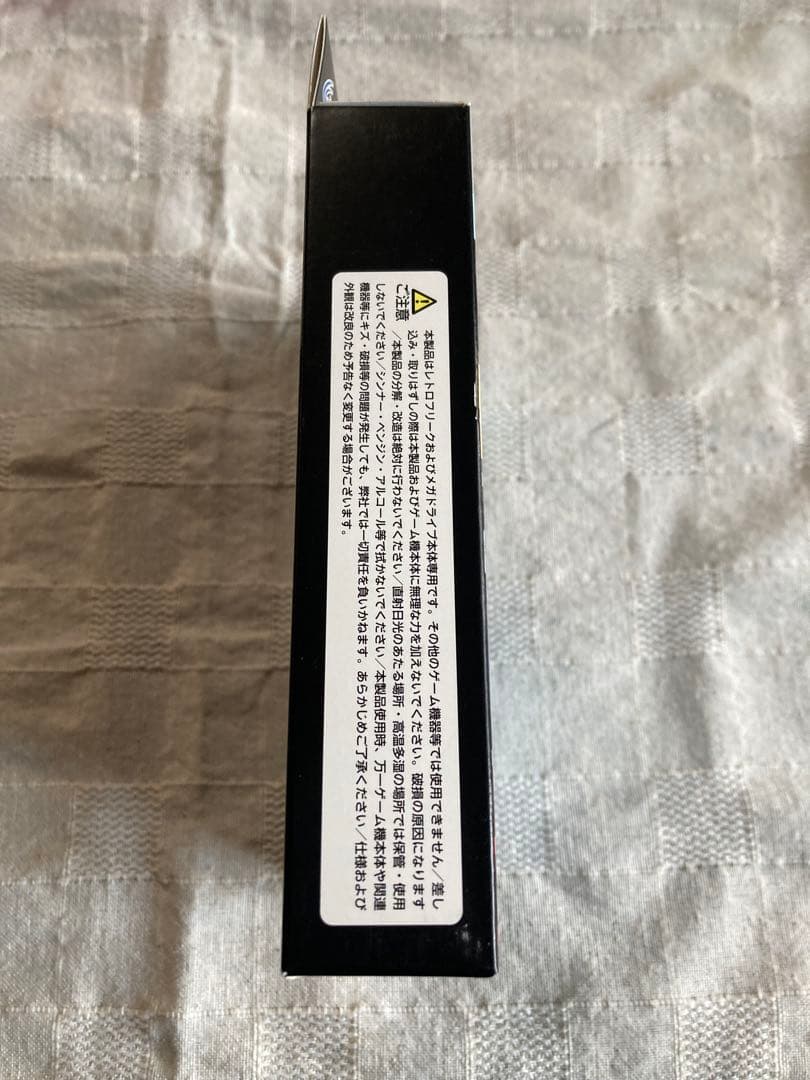 ご注意
本製品はレトロフリークおよびメガドライブ本体専用です。その他のゲーム機器等では使用できません/差し
込み・取りはずしの際は本製品およびゲーム機本体に無理な力を加えないでください。破損の原因になります
/本製品の分解・改造は絶対に行わないでください/直射日光のあたる場所・高温多湿の場所では保管・使用
しないでください/シンナー・ベンジン・アルコール等で拭かないでください/本製品使用時、万一ゲーム機本体や関連
機器等にキズ・破損等の問題が発生しても、弊社では一切責任を負いかねます。あらかじめご了承ください/仕様および
外観は改良のため予告なく変更する場合がございます。